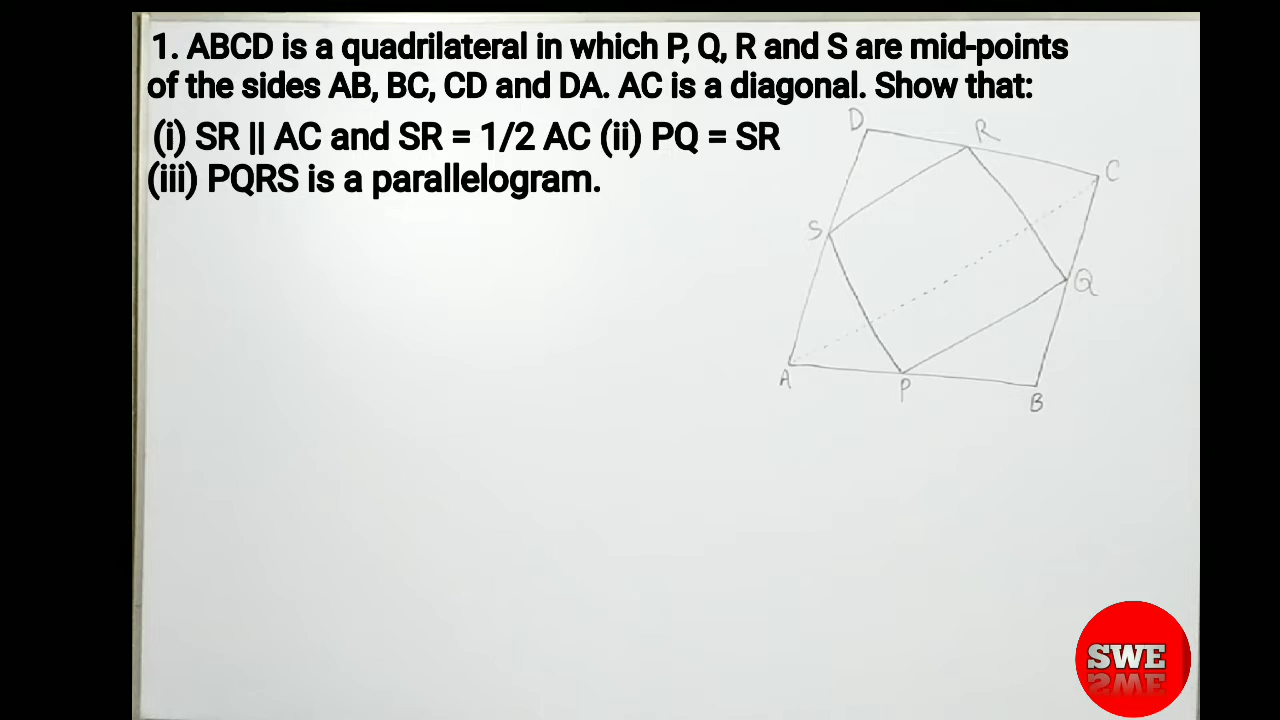 1. ABCD is a quadrilateral in which P, Q, R and S are mid-points
of the sides AB, BC, CD and DA. AC is a diagonal. Show that:
(i) SR || AC and SR = 1/2 AC (ii) PQ = SR
(iii) PQRS is a parallelogram.
D
R
C
S
Q
A
P
B
SWE